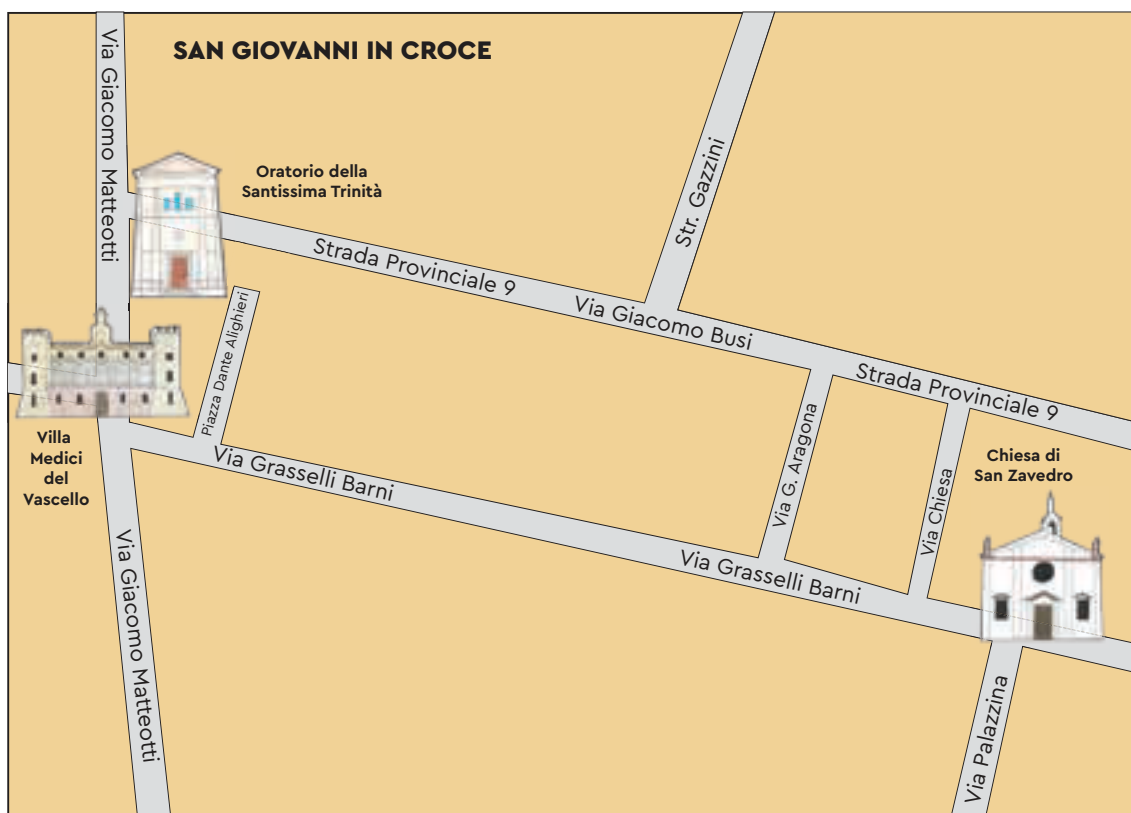 SAN GIOVANNI IN CROCE
Via Giacomo Matteotti
Oratorio della
Santissima Trinità
Str. Gazzini
Strada Provinciale 9
Via Giacomo Busi
Strada Provinciale 9
Piazza Dante Alighieri
Villa
Medici
del
Vascello
Via Grasselli Barni
Via G. Aragona
Via Chiesa
Chiesa di
San Zavedro
Via Grasselli Barni
Via Giacomo Matteotti
Via Palazzina